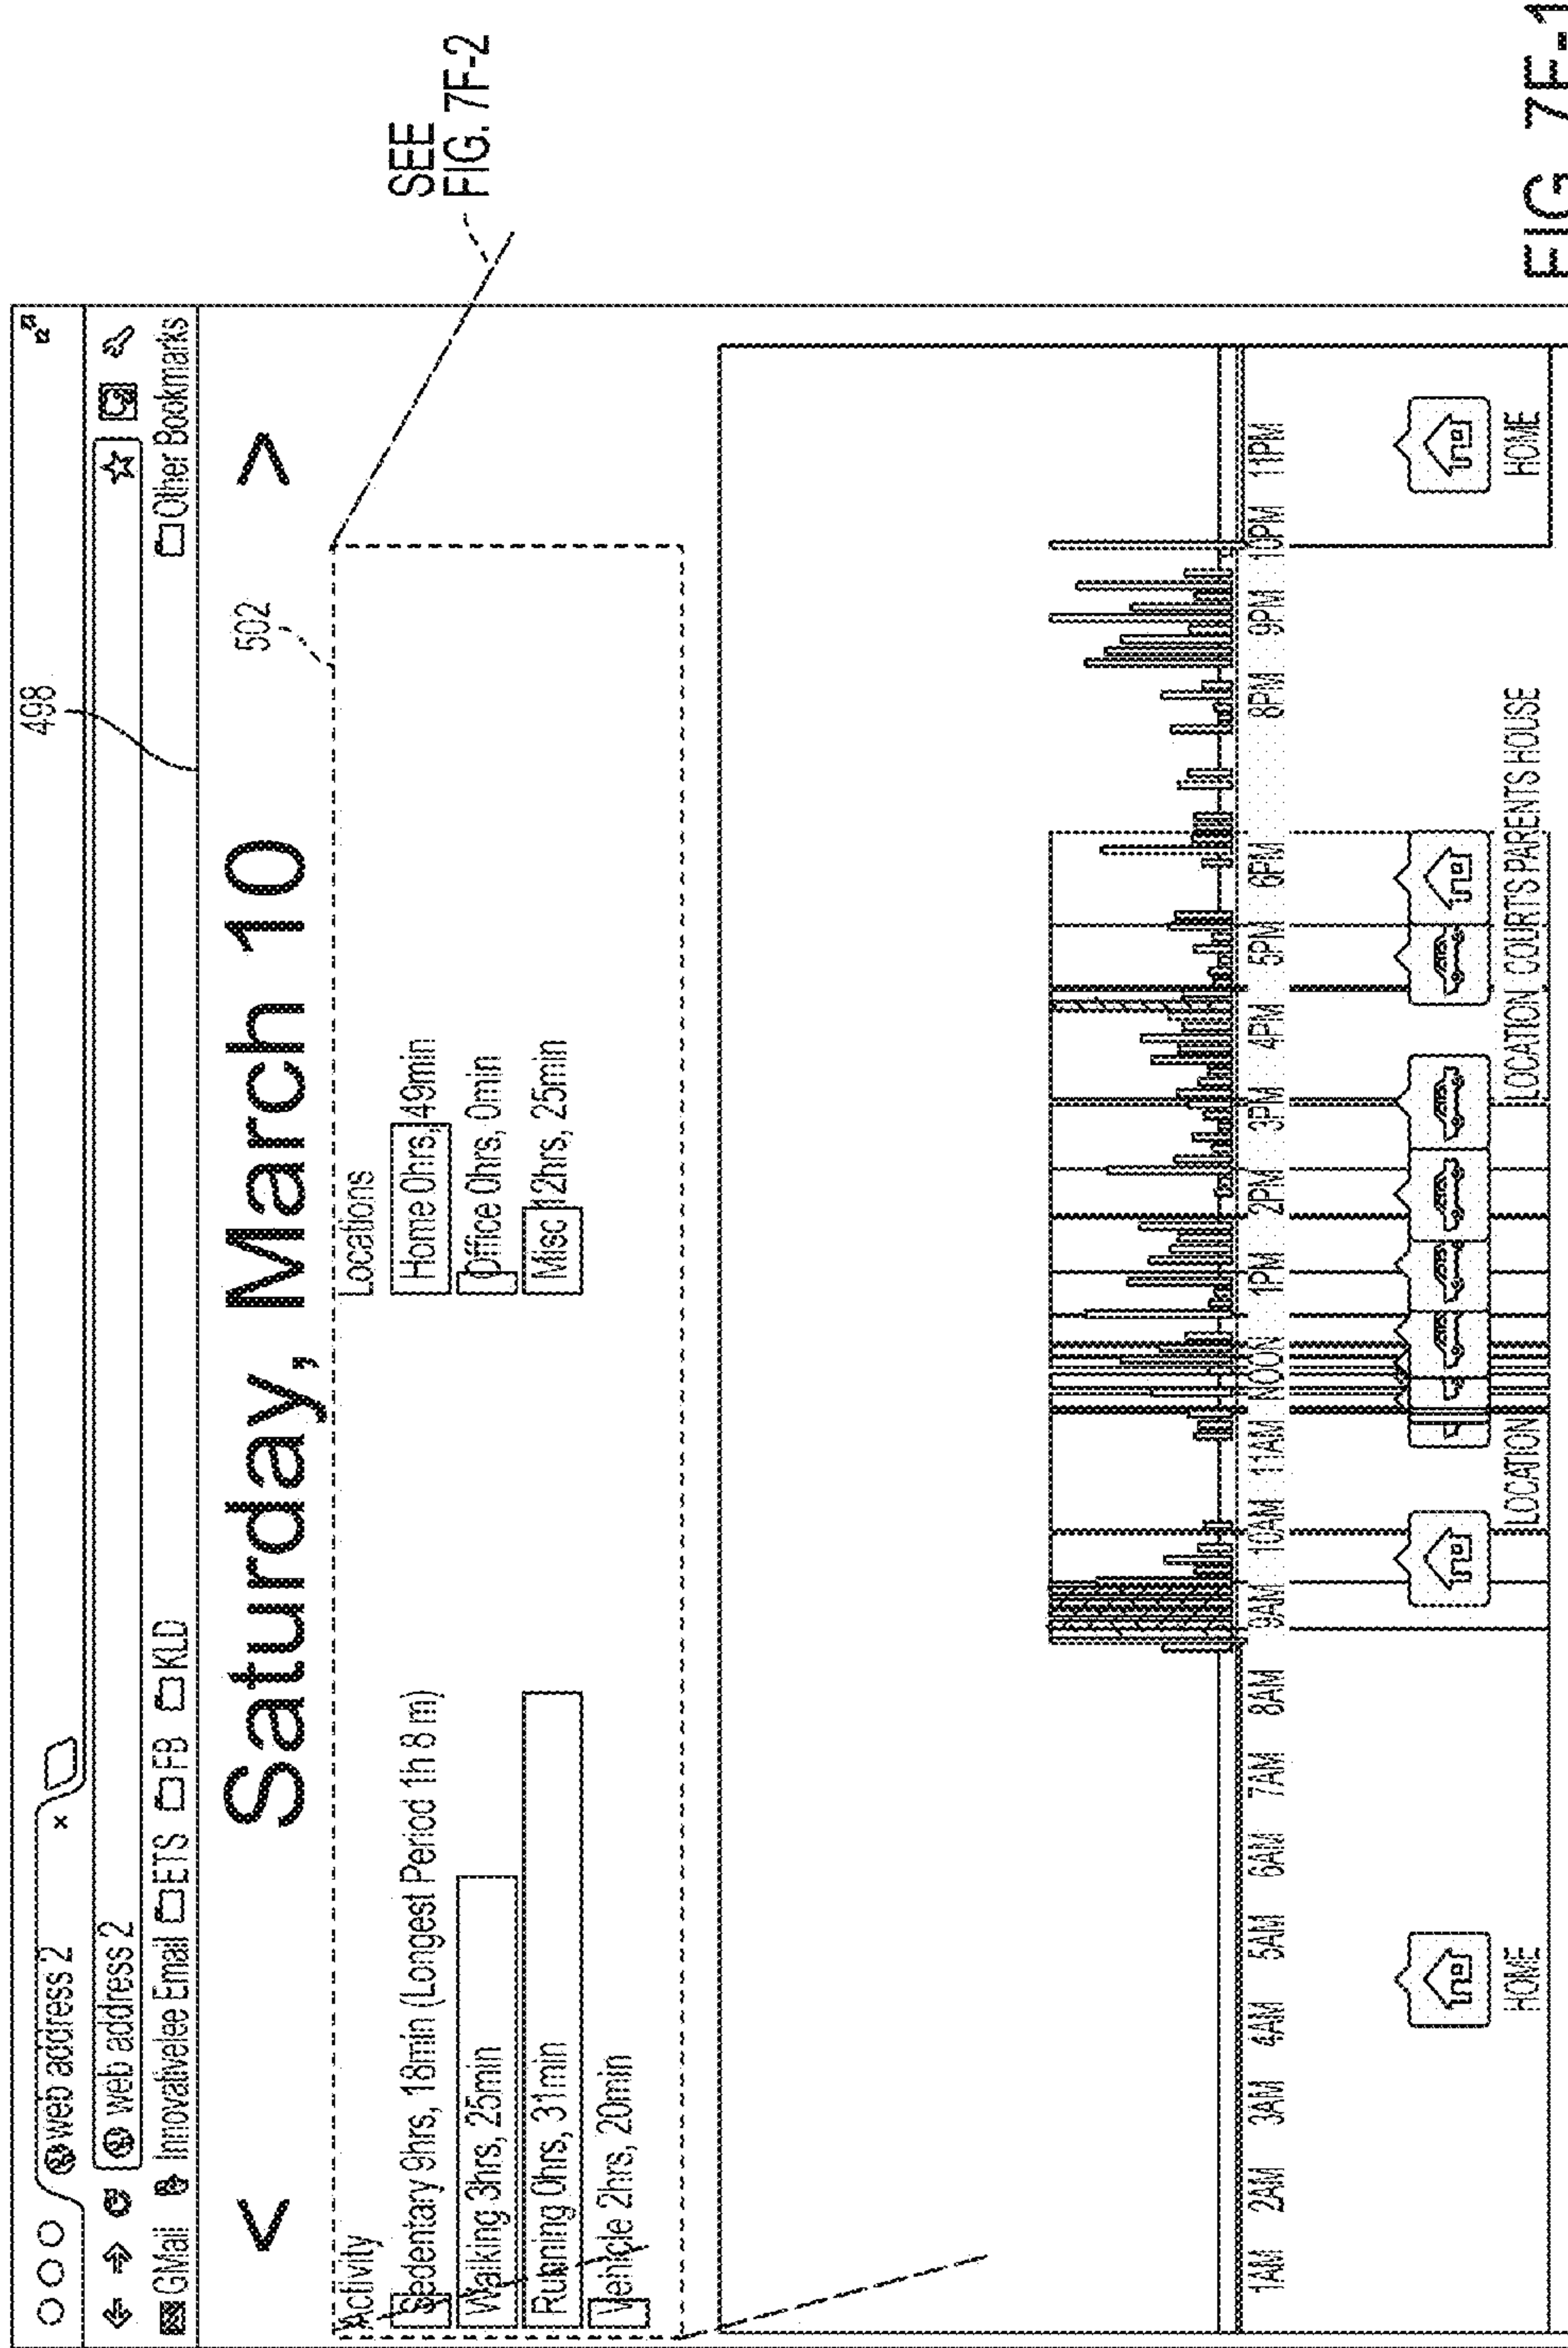 498
web address 2 ×
web address 2
GMail Innovativelee Email ETS FB KLD Other Bookmarks
< Saturday, March 10 >
502
SEE
FIG. 7F-2
Activity
Sedentary 9hrs, 18min (Longest Period 1h 8 m)
Walking 3hrs, 25min
Running 0hrs, 31min
Vehicle 2hrs, 20min
Locations
Home 0hrs, 49min
Office 0hrs, 0min
Misc 12hrs, 25min
1AM 2AM 3AM 4AM 5AM 6AM 7AM 8AM 9AM 10AM 11AM NOON 1PM 2PM 3PM 4PM 5PM 6PM 8PM 9PM 10PM 11PM
HOME LOCATION LOCATION COURTS PARENTS HOUSE HOME
FIG. 7F-1